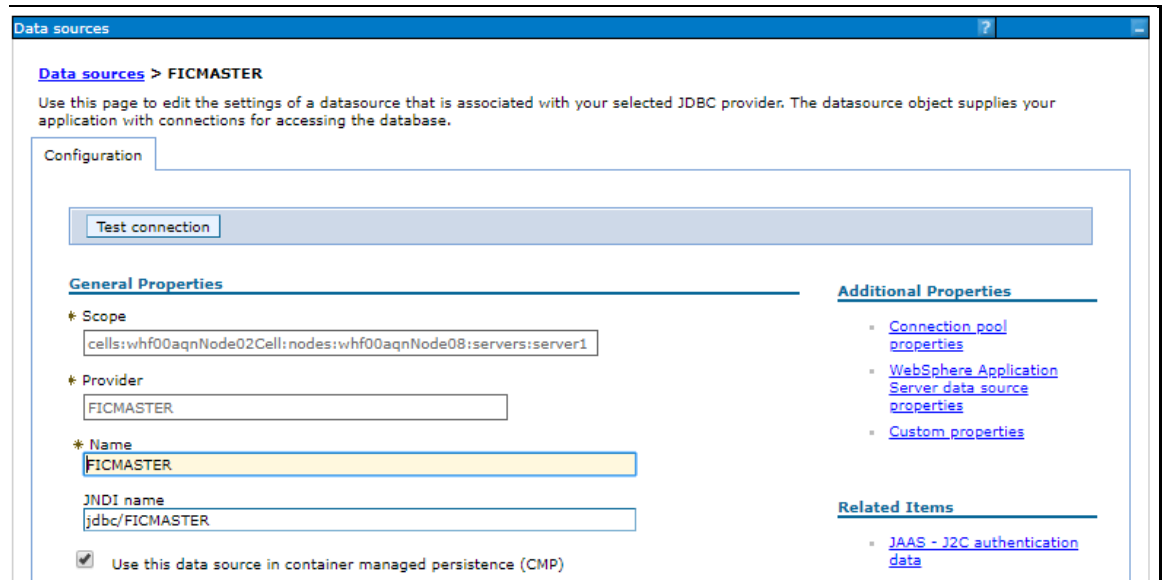 Data sources
?
Data sources > FICMASTER
Use this page to edit the settings of a datasource that is associated with your selected JDBC provider. The datasource object supplies your
application with connections for accessing the database.
Configuration
Test connection
General Properties
* Scope
cells:whf00aqnNode02Cell:nodes:whf00aqnNode08:servers:server1
* Provider
FICMASTER
* Name
FICMASTER
JNDI name
jdbc/FICMASTER
Use this data source in container managed persistence (CMP)
Additional Properties
Connection pool
properties
WebSphere Application
Server data source
properties
Custom properties
Related Items
JAAS - J2C authentication
data